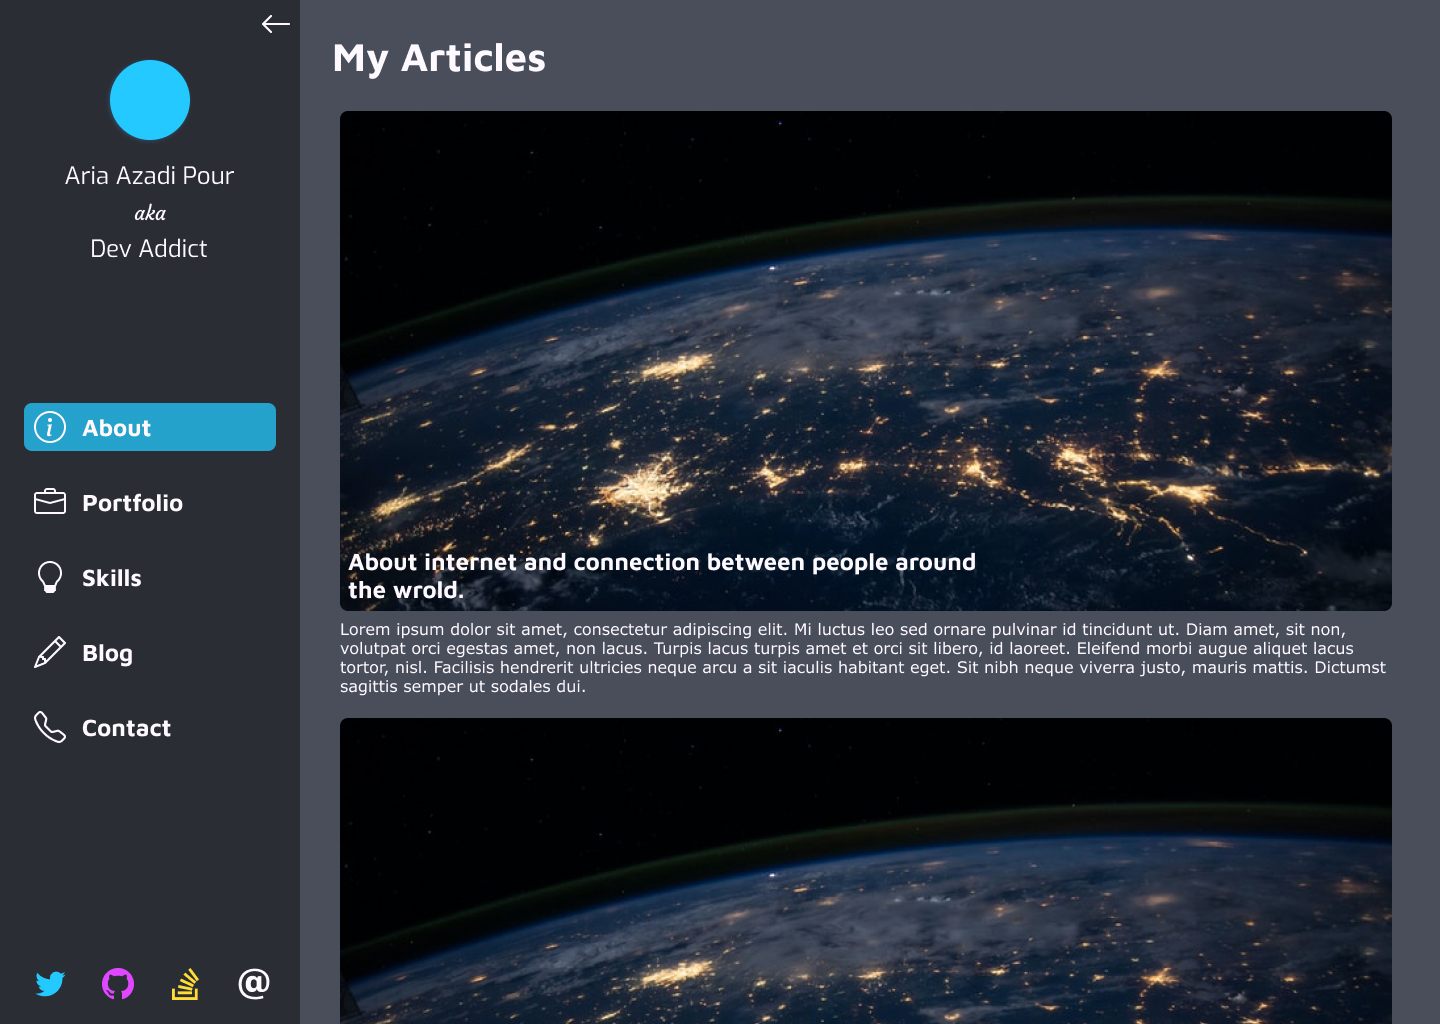 Aria Azadi Pour
aka
Dev Addict
About
Portfolio
Skills
Blog
Contact
@
My Articles
About internet and connection between people around
the wrold.
Lorem ipsum dolor sit amet, consectetur adipiscing elit. Mi luctus leo sed ornare pulvinar id tincidunt ut. Diam amet, sit non,
volutpat orci egestas amet, non lacus. Turpis lacus turpis amet et orci sit libero, id laoreet. Eleifend morbi augue aliquet lacus
tortor, nisl. Facilisis hendrerit ultricies neque arcu a sit iaculis habitant eget. Sit nibh neque viverra justo, mauris mattis. Dictumst
sagittis semper ut sodales dui.